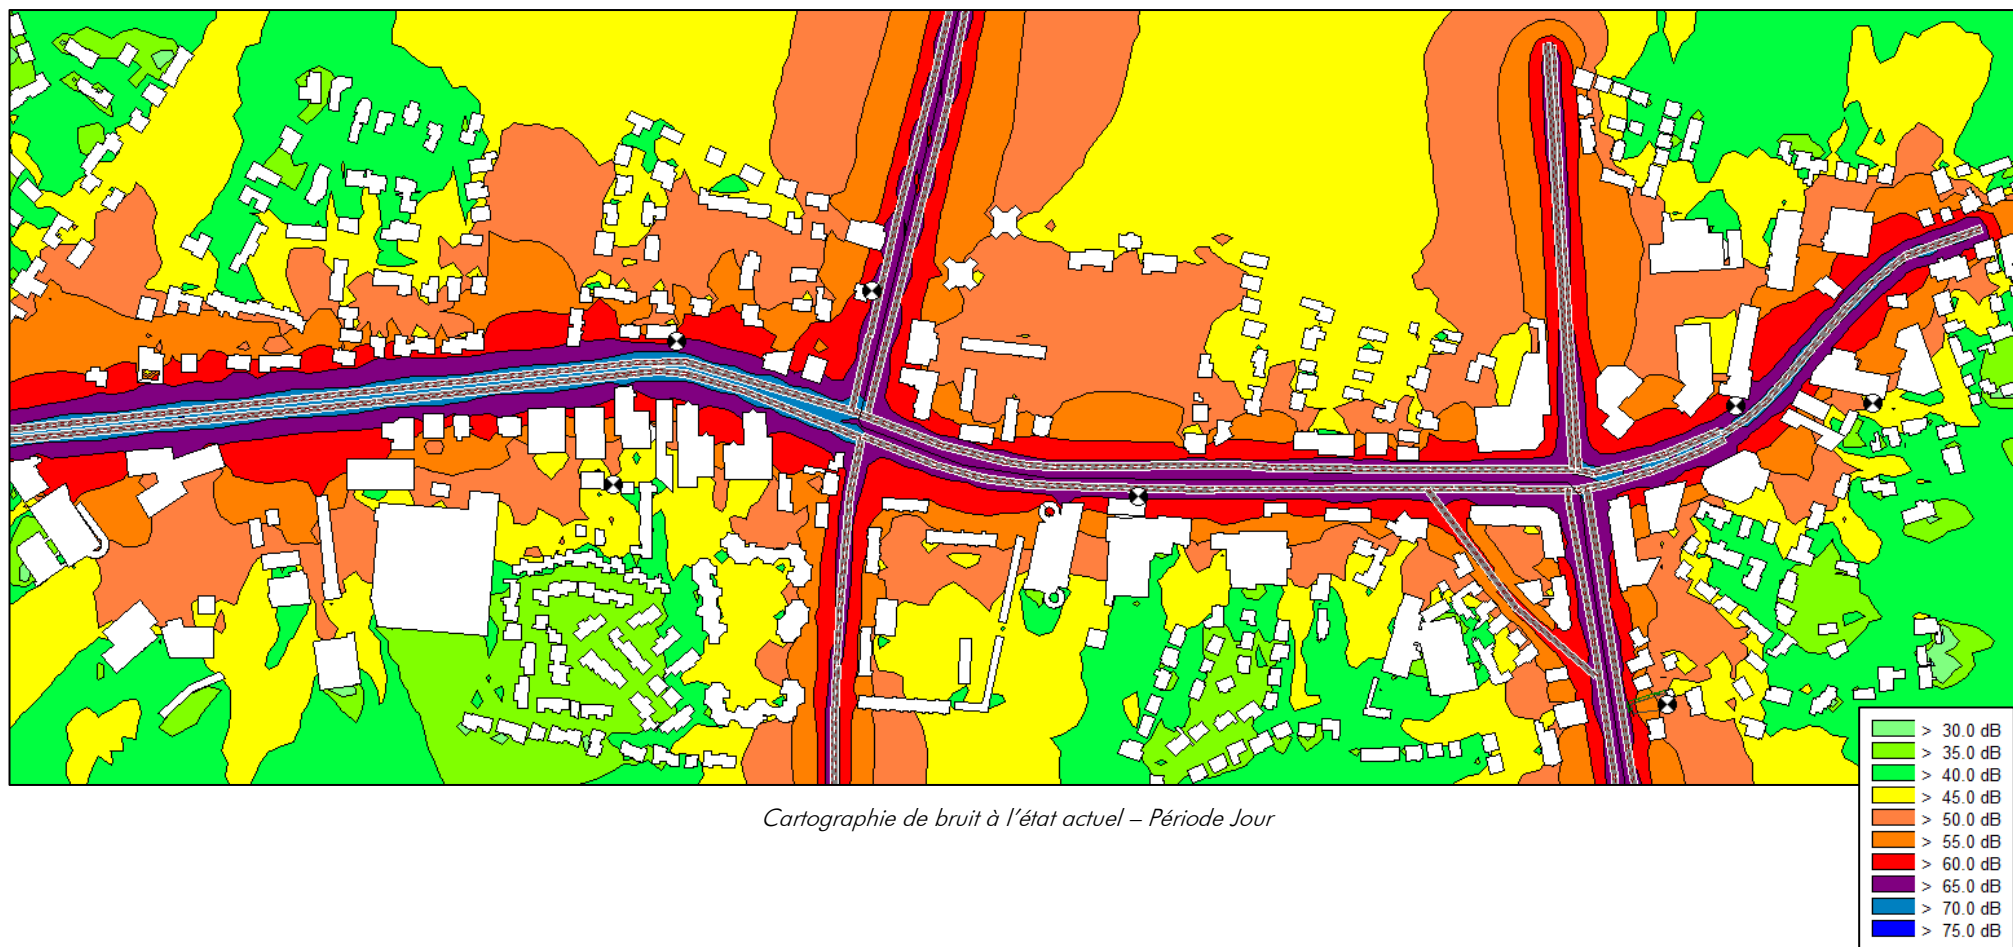 Cartographie de bruit à l'état actuel – Période Jour
> 30.0 dB
> 35.0 dB
> 40.0 dB
> 45.0 dB
> 50.0 dB
> 55.0 dB
> 60.0 dB
> 65.0 dB
> 70.0 dB
> 75.0 dB